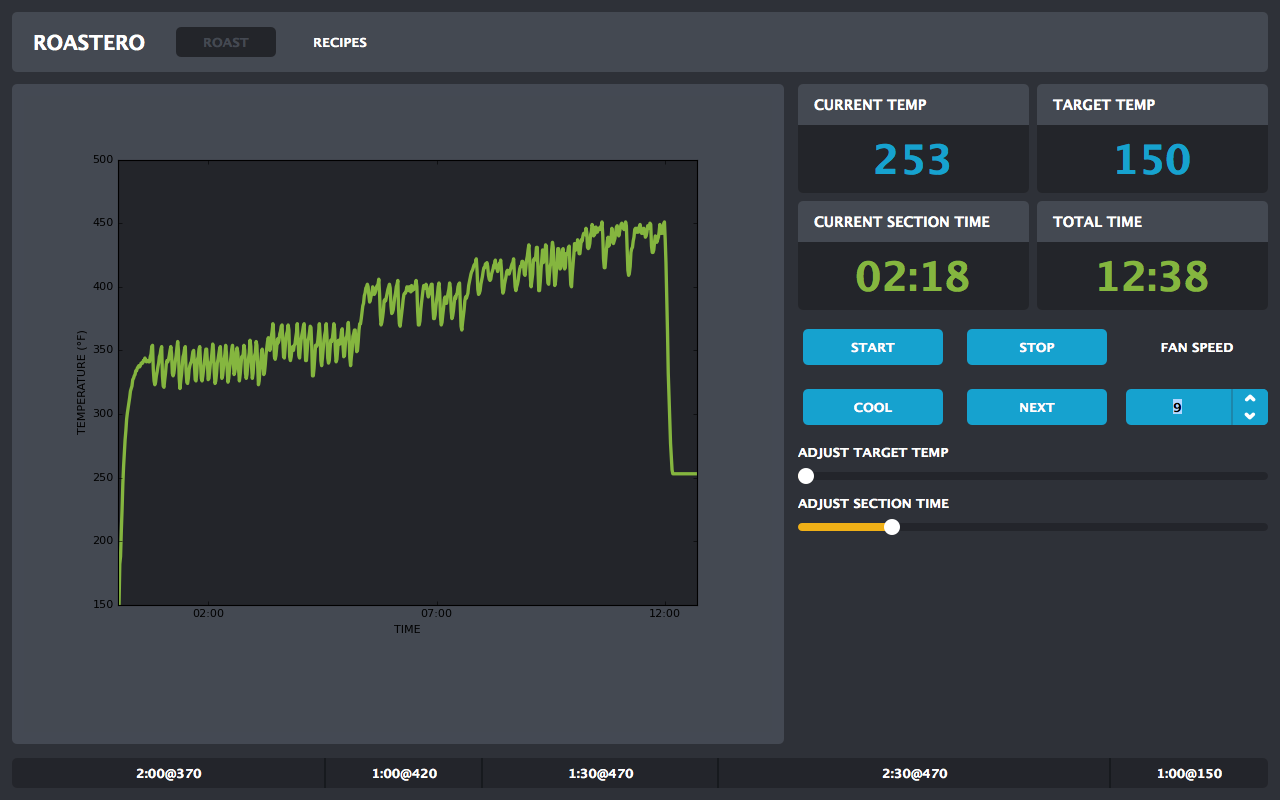 ROASTERO
ROAST
RECIPES
CURRENT TEMP
TARGET TEMP
253
150
CURRENT SECTION TIME
TOTAL TIME
02:18
12:38
START
STOP
FAN SPEED
COOL
NEXT
9
ADJUST TARGET TEMP
ADJUST SECTION TIME
500
450
400
350
300
250
200
150
TEMPERATURE (°F)
02:00
07:00
12:00
TIME
2:00@370
1:00@420
1:30@470
2:30@470
1:00@150